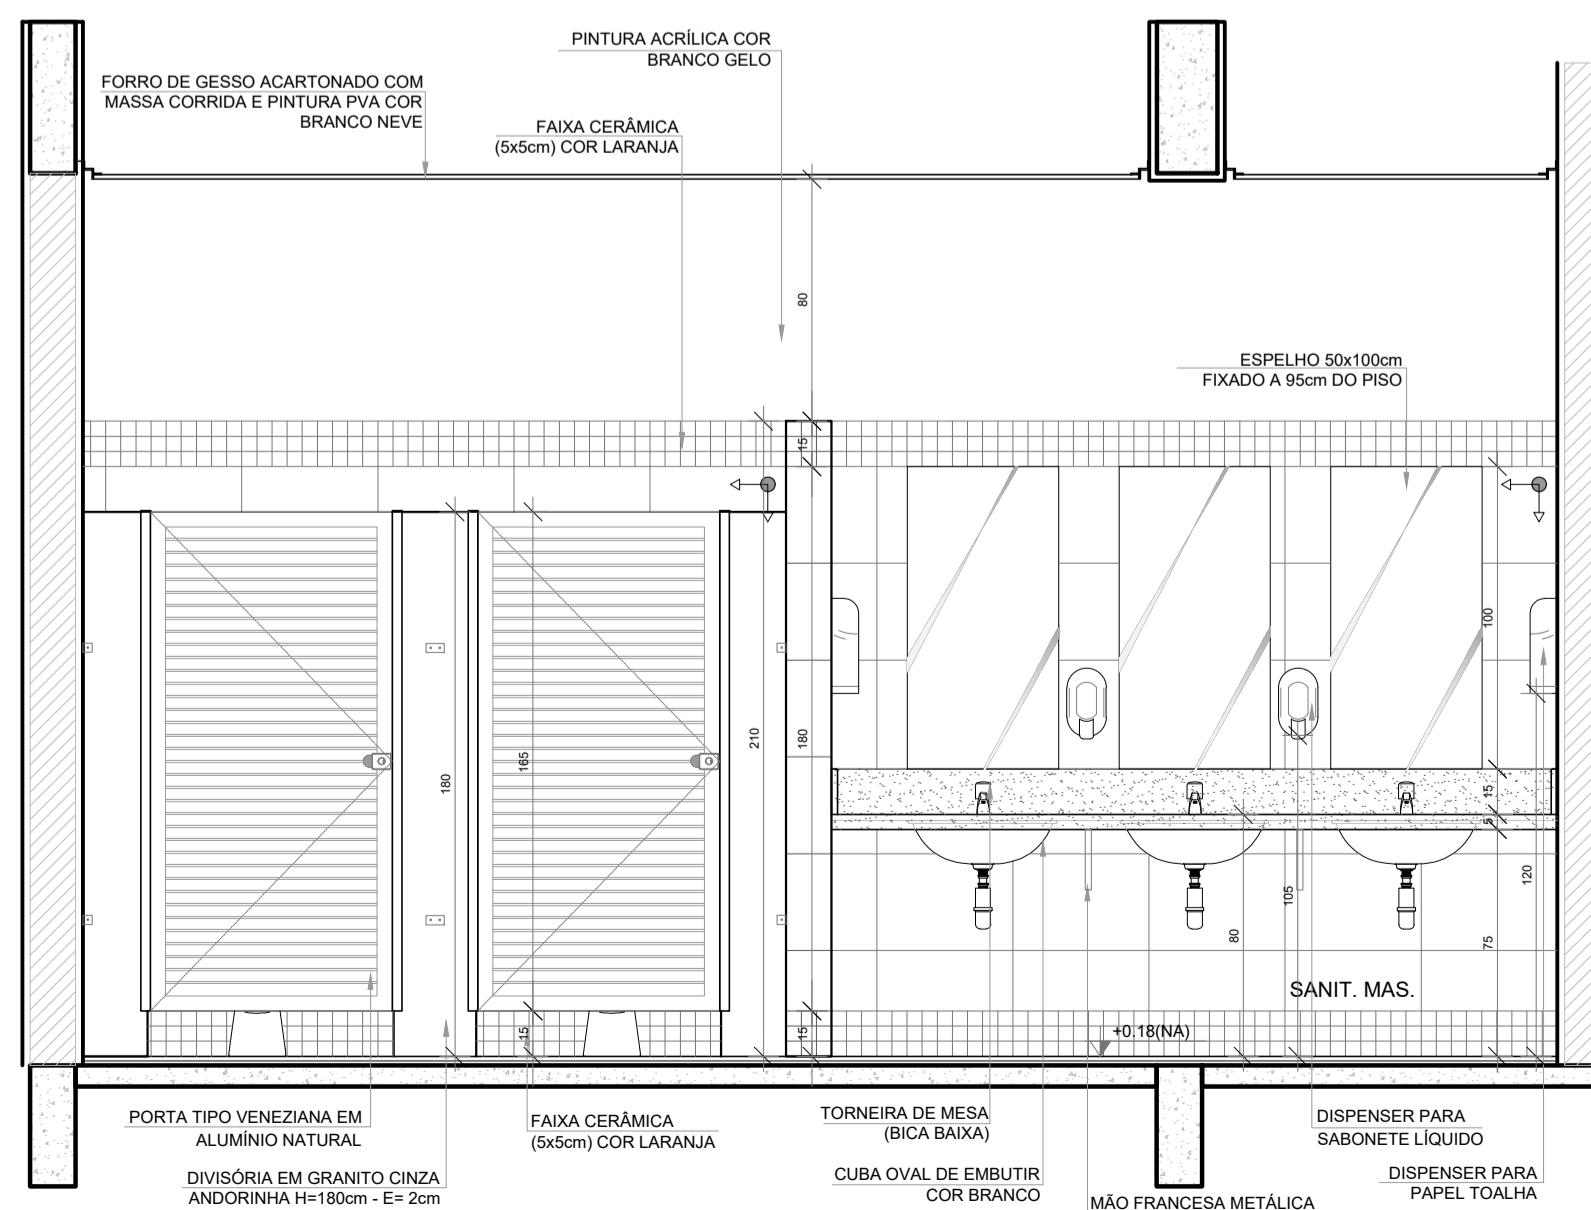 PINTURA ACRÍLICA COR
BRANCO GELO
FORRO DE GESSO ACARTONADO COM
MASSA CORRIDA E PINTURA PVA COR
BRANCO NEVE
FAIXA CERÂMICA
(5x5cm) COR LARANJA
80
ESPELHO 50x100cm
FIXADO A 95cm DO PISO
15
100
210
180
165
180
15
5
120
105
80
75
SANIT. MAS.
+0.18(NA)
15
15
PORTA TIPO VENEZIANA EM
ALUMÍNIO NATURAL
DIVISÓRIA EM GRANITO CINZA
ANDORINHA H=180cm - E= 2cm
FAIXA CERÂMICA
(5x5cm) COR LARANJA
TORNEIRA DE MESA
(BICA BAIXA)
CUBA OVAL DE EMBUTIR
COR BRANCO
MÃO FRANCESA METÁLICA
DISPENSER PARA
SABONETE LÍQUIDO
DISPENSER PARA
PAPEL TOALHA